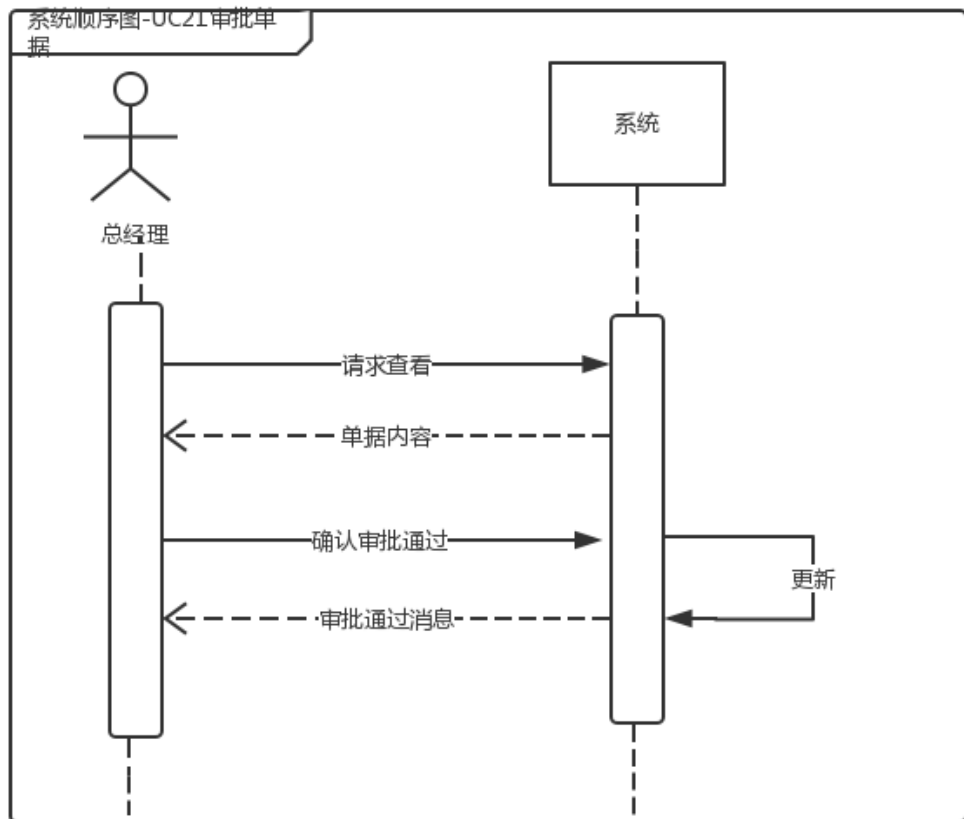 系统顺序图-UC21审批单
据
系统
总经理
请求查看
单据内容
确认审批通过
更新
审批通过消息